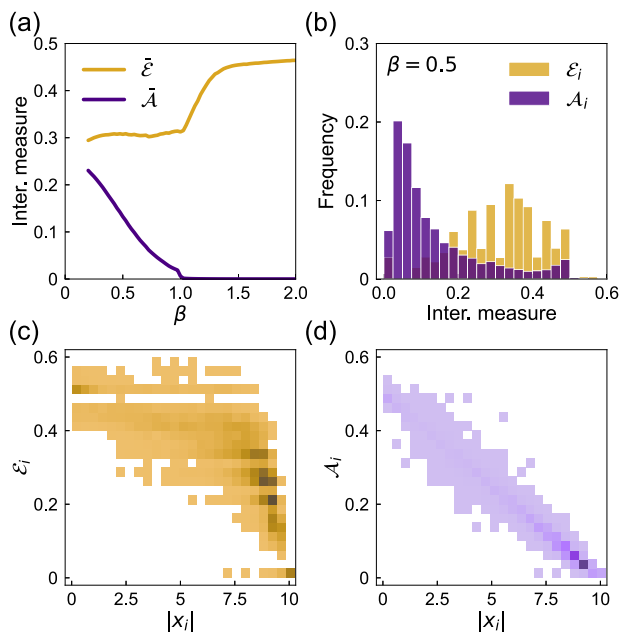 (a)
Inter. measure
0.5
0.4
0.3
0.2
0.1
0
ℰ̄
𝒜̄
0
0.5
1.0
1.5
2.0
β
(b)
Frequency
0.3
0.2
0.1
0
β = 0.5
ℰᵢ
𝒜ᵢ
0.0
0.2
0.4
0.6
Inter. measure
(c)
ℰᵢ
0.6
0.4
0.2
0
0
2.5
5
7.5
10
|xᵢ|
(d)
𝒜ᵢ
0.6
0.4
0.2
0
0
2.5
5
7.5
10
|xᵢ|